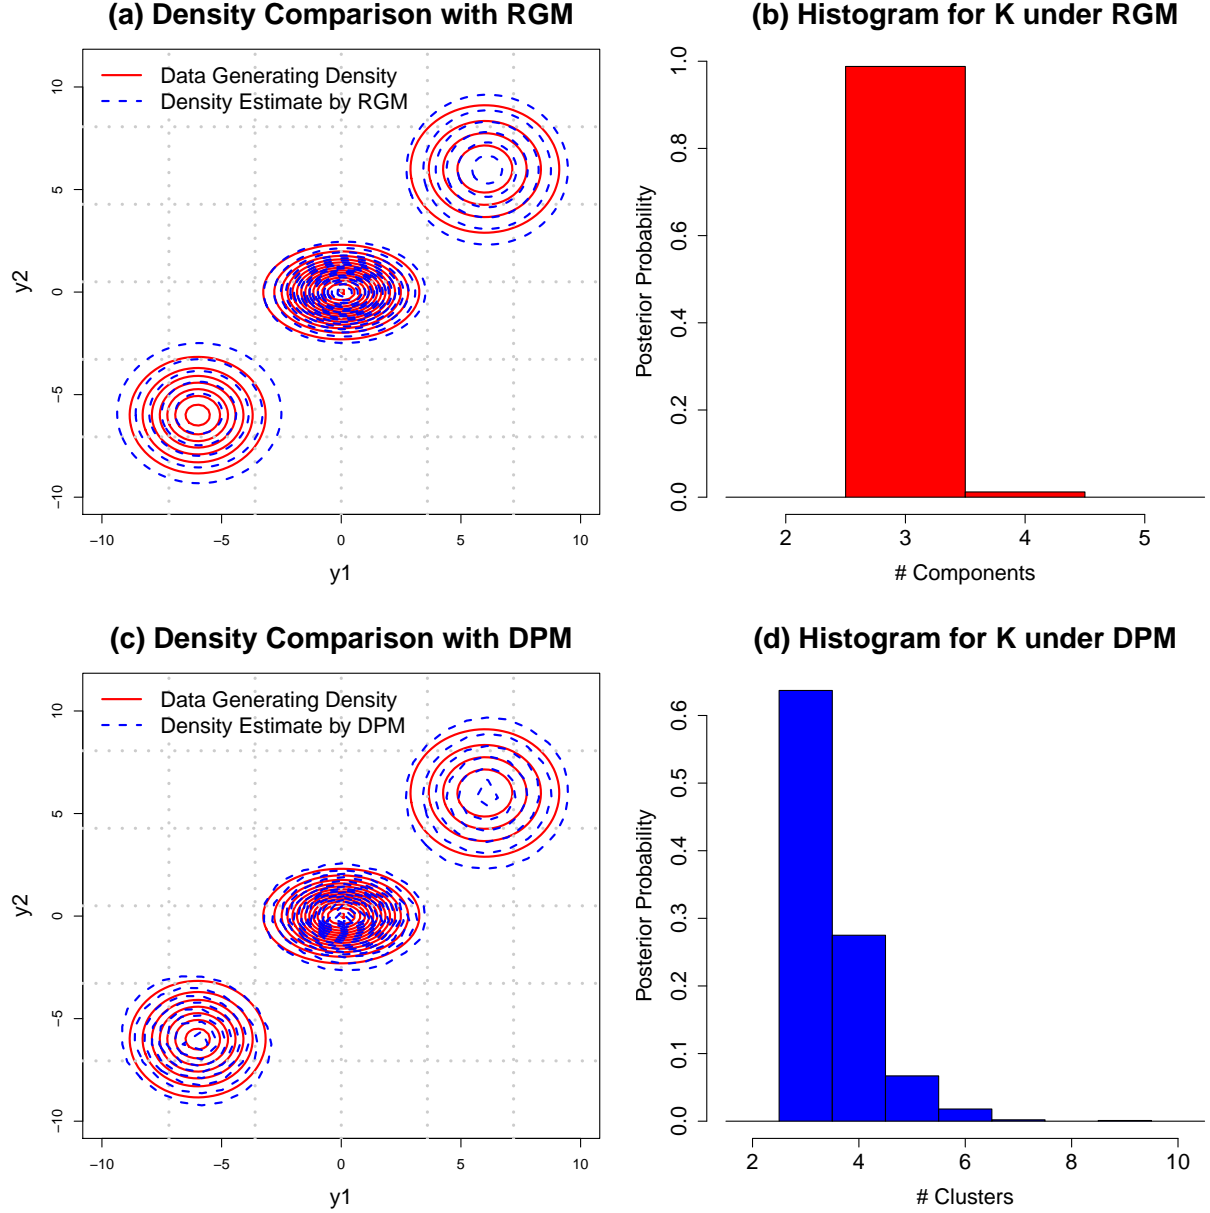 (a) Density Comparison with RGM
Data Generating Density
Density Estimate by RGM
y2
10
5
0
−5
−10
−10 −5 0 5 10
y1
(b) Histogram for K under RGM
Posterior Probability
1.0
0.8
0.6
0.4
0.2
0.0
2 3 4 5
# Components
(c) Density Comparison with DPM
Data Generating Density
Density Estimate by DPM
y2
10
5
0
−5
−10
−10 −5 0 5 10
y1
(d) Histogram for K under DPM
Posterior Probability
0.6
0.5
0.4
0.3
0.2
0.1
0.0
2 4 6 8 10
# Clusters